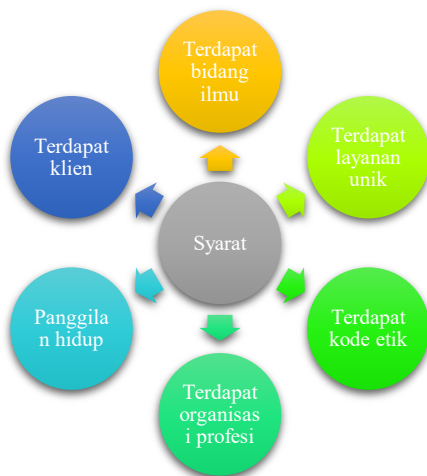 Terdapat
bidang
ilmu
Terdapat
layanan
unik
Terdapat
kode etik
Terdapat
organisas
i profesi
Panggila
n hidup
Terdapat
klien
Syarat